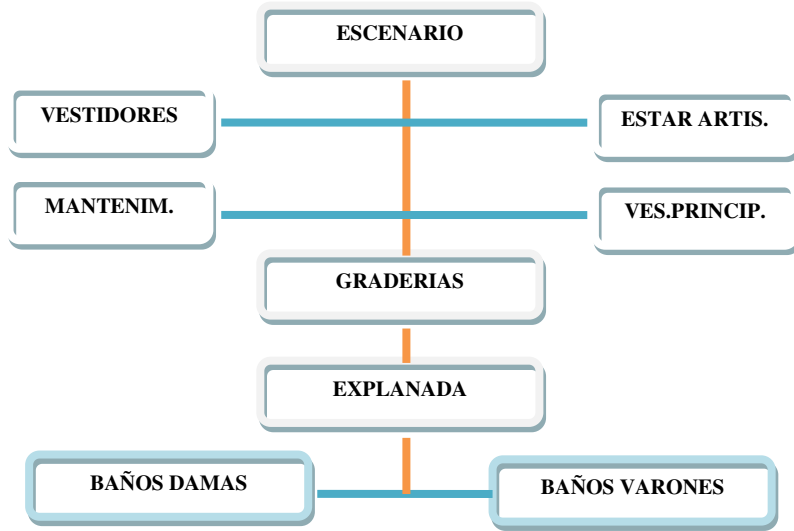 ESCENARIO
VESTIDORES
ESTAR ARTIS.
MANTENIM.
VES.PRINCIP.
GRADERIAS
EXPLANADA
BAÑOS DAMAS
BAÑOS VARONES